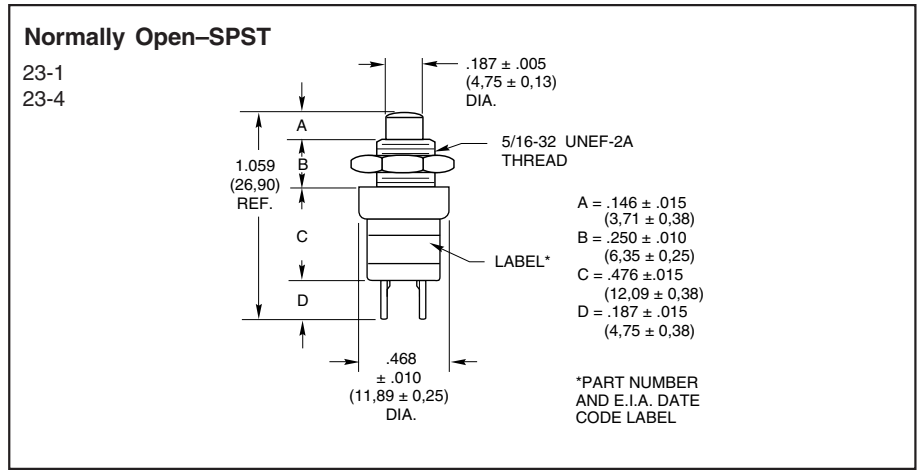 Normally Open–SPST
23-1
23-4
.187 ± .005
(4,75 ± 0,13)
DIA.
A
5/16-32 UNEF-2A
THREAD
B
1.059
(26,90)
REF.
A = .146 ± .015
(3,71 ± 0,38)
B = .250 ± .010
(6,35 ± 0,25)
C = .476 ±.015
(12,09 ± 0,38)
D = .187 ± .015
(4,75 ± 0,38)
C
LABEL*
D
.468
± .010
(11,89 ± 0,25)
DIA.
*PART NUMBER
AND E.I.A. DATE
CODE LABEL